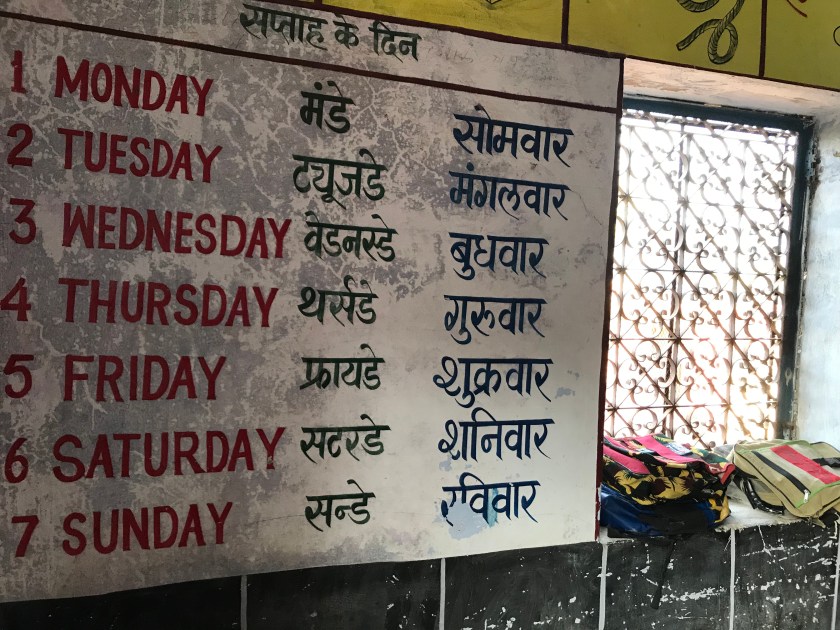 सप्ताह के दिन
1 MONDAY मंडे सोमवार
2 TUESDAY ट्यूजडे मंगलवार
3 WEDNESDAY वेडनस्डे बुधवार
4 THURSDAY थर्सडे गुरुवार
5 FRIDAY फ्रायडे शुक्रवार
6 SATURDAY सटरडे शनिवार
7 SUNDAY सन्डे रविवार